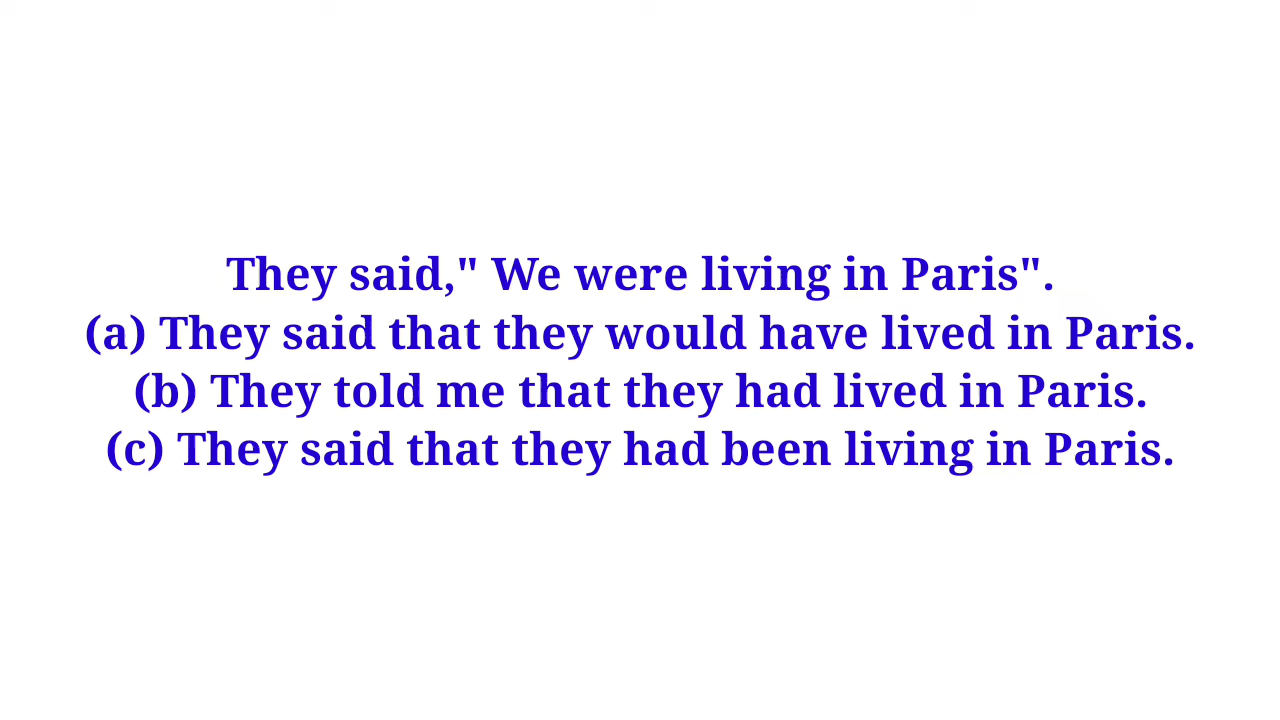 They said," We were living in Paris".
(a) They said that they would have lived in Paris.
(b) They told me that they had lived in Paris.
(c) They said that they had been living in Paris.